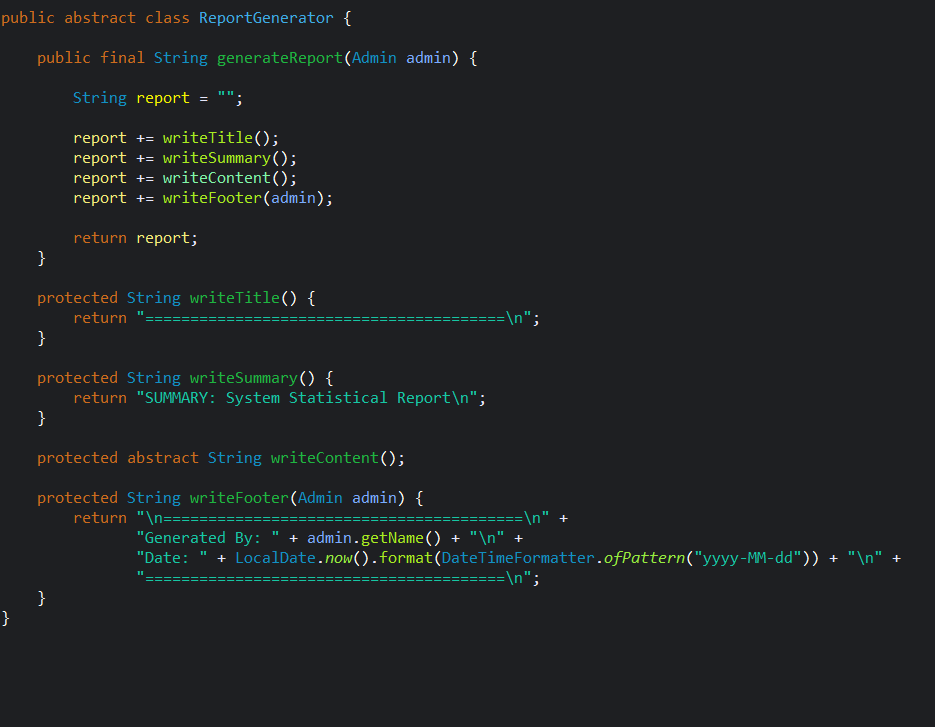 public abstract class ReportGenerator {
public final String generateReport(Admin admin) {
String report = "";
report += writeTitle();
report += writeSummary();
report += writeContent();
report += writeFooter(admin);
return report;
}
protected String writeTitle() {
return "========================================\n";
}
protected String writeSummary() {
return "SUMMARY: System Statistical Report\n";
}
protected abstract String writeContent();
protected String writeFooter(Admin admin) {
return "\n========================================\n" +
"Generated By: " + admin.getName() + "\n" +
"Date: " + LocalDate.now().format(DateTimeFormatter.ofPattern("yyyy-MM-dd")) + "\n" +
"========================================\n";
}
}